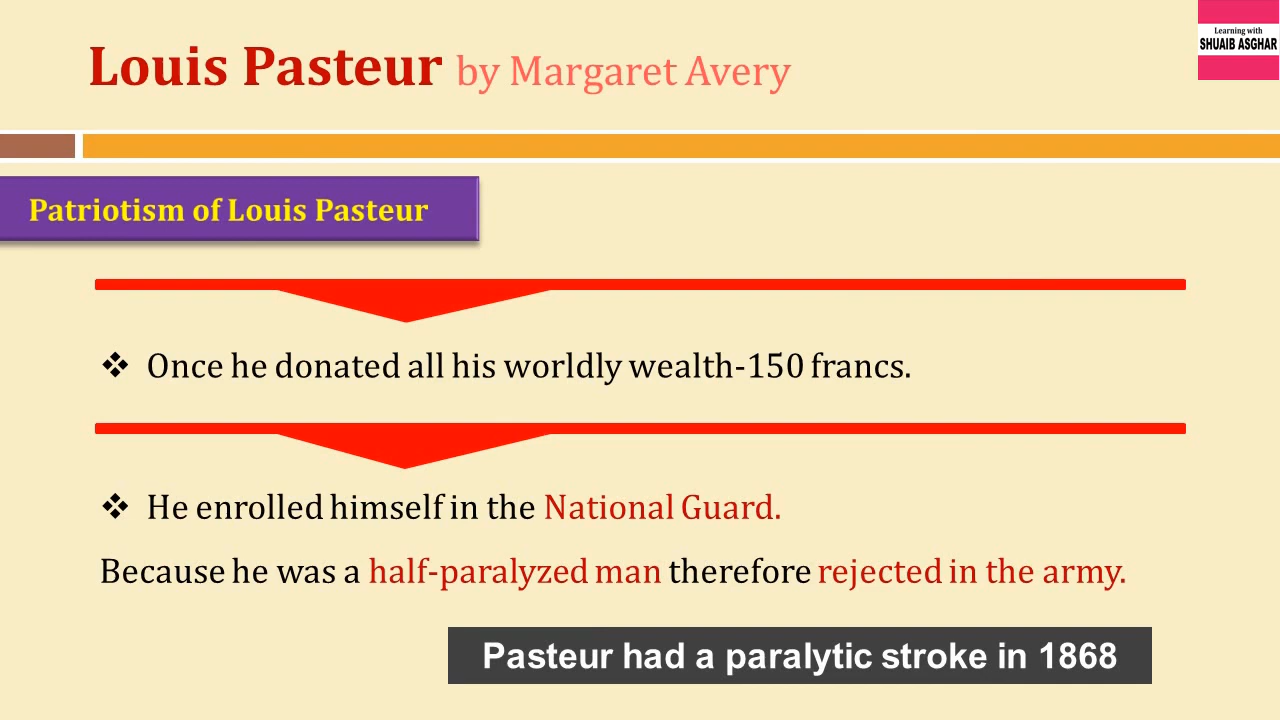 Louis Pasteur by Margaret Avery
Learning with
SHUAIB ASGHAR
Patriotism of Louis Pasteur
❖ Once he donated all his worldly wealth-150 francs.
❖ He enrolled himself in the National Guard.
Because he was a half-paralyzed man therefore rejected in the army.
Pasteur had a paralytic stroke in 1868